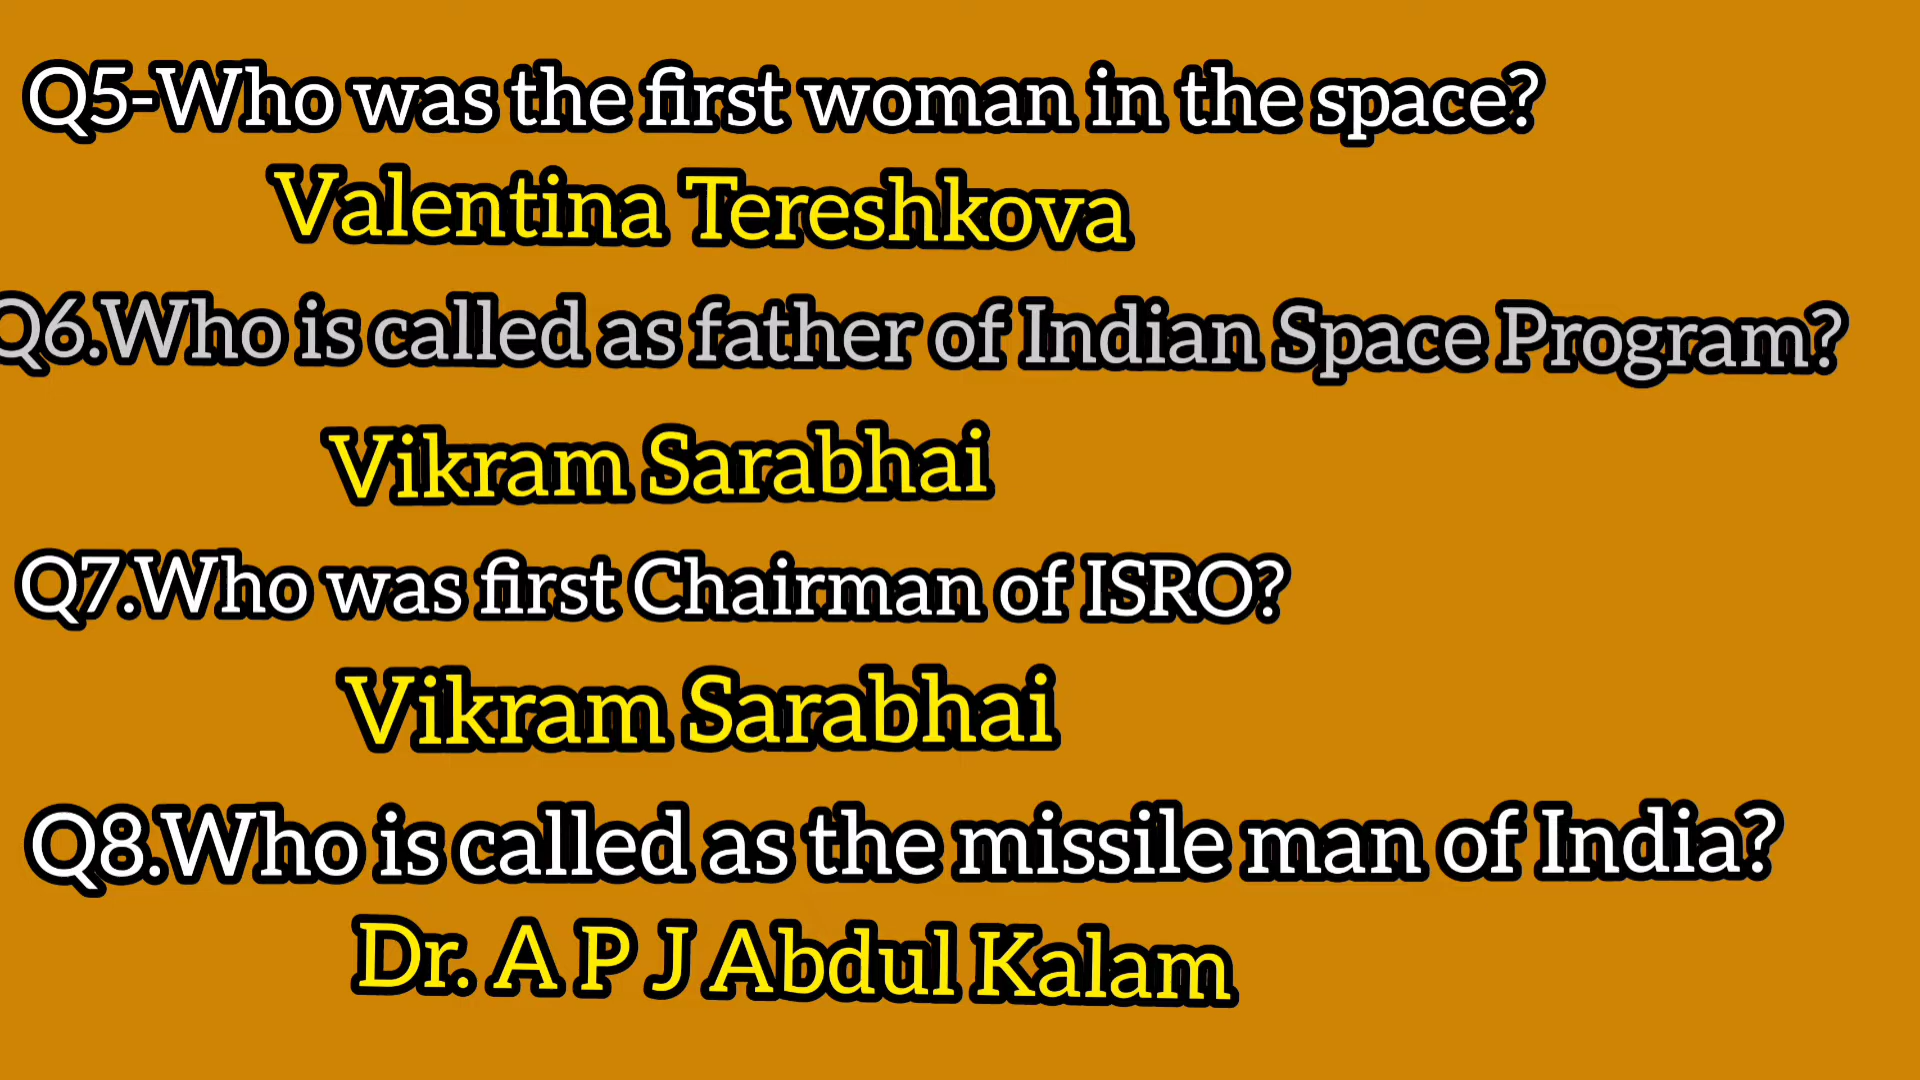 Q5-Who was the first woman in the space?
Valentina Tereshkova
Q6.Who is called as father of Indian Space Program?
Vikram Sarabhai
Q7.Who was first Chairman of ISRO?
Vikram Sarabhai
Q8.Who is called as the missile man of India?
Dr. A P J Abdul Kalam